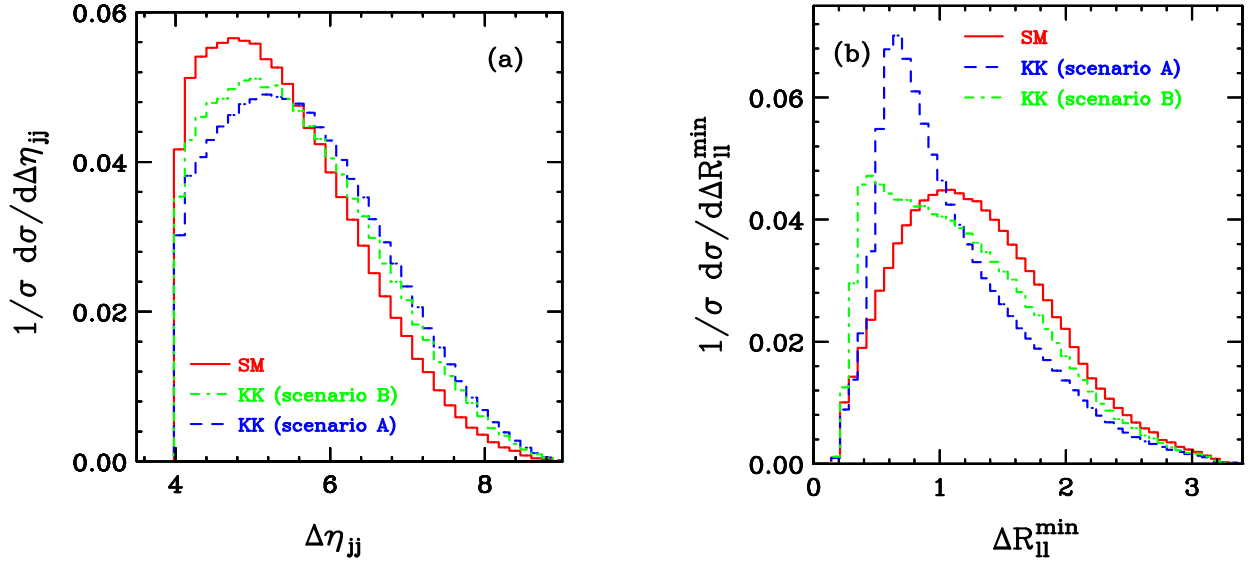 0.06
0.04
0.02
0.00
1/σ dσ/dΔη_jj
(a)
SM
KK (scenario B)
KK (scenario A)
4 6 8
Δη_jj
0.06
0.04
0.02
0.00
1/σ dσ/dΔR_ll^min
(b)
SM
KK (scenario A)
KK (scenario B)
0 1 2 3
ΔR_ll^min